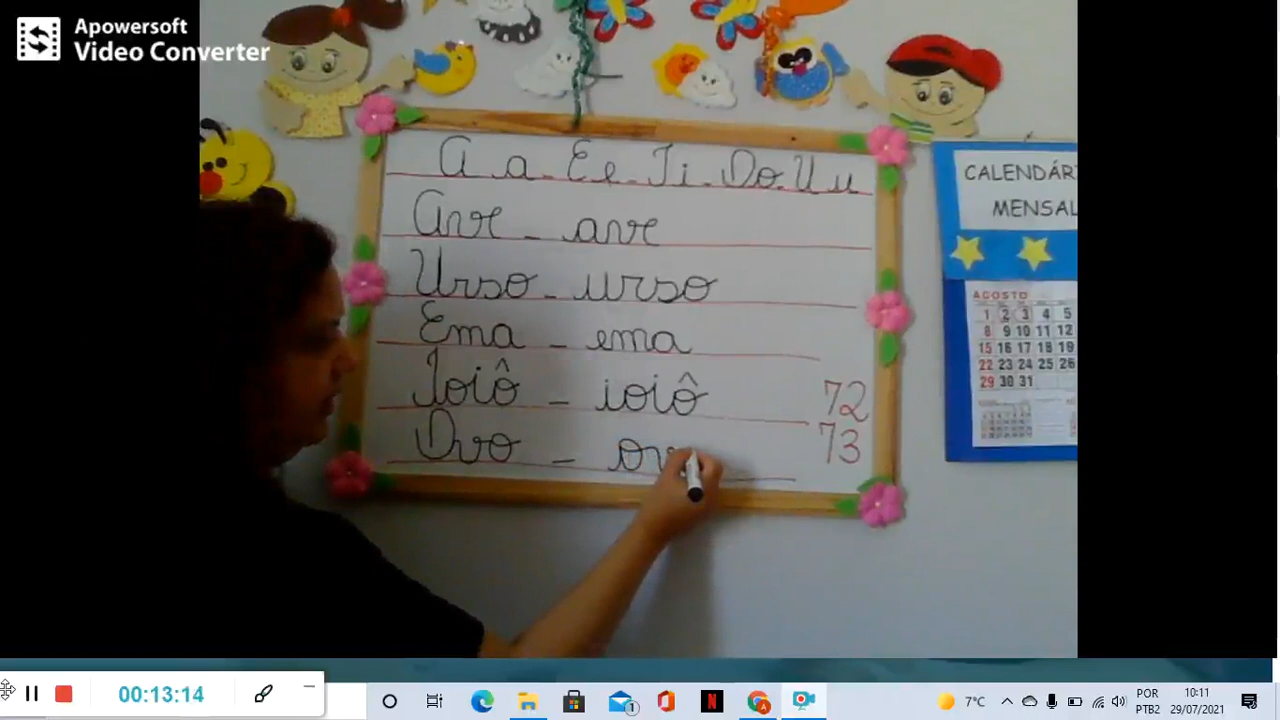 Apowersoft
Video Converter
A a - E e - I i - O o - U u
Ave - ave
Urso - urso
Ema - ema
Ioiô - ioiô
72
Ovo - ov
73
CALENDÁRI
MENSAL
AGOSTO
1 2 3 4 5
8 9 10 11 12
15 16 17 18 19
22 23 24 25 26
29 30 31
00:13:14
1
7°C
POR
PTB2
10:11
29/07/2021